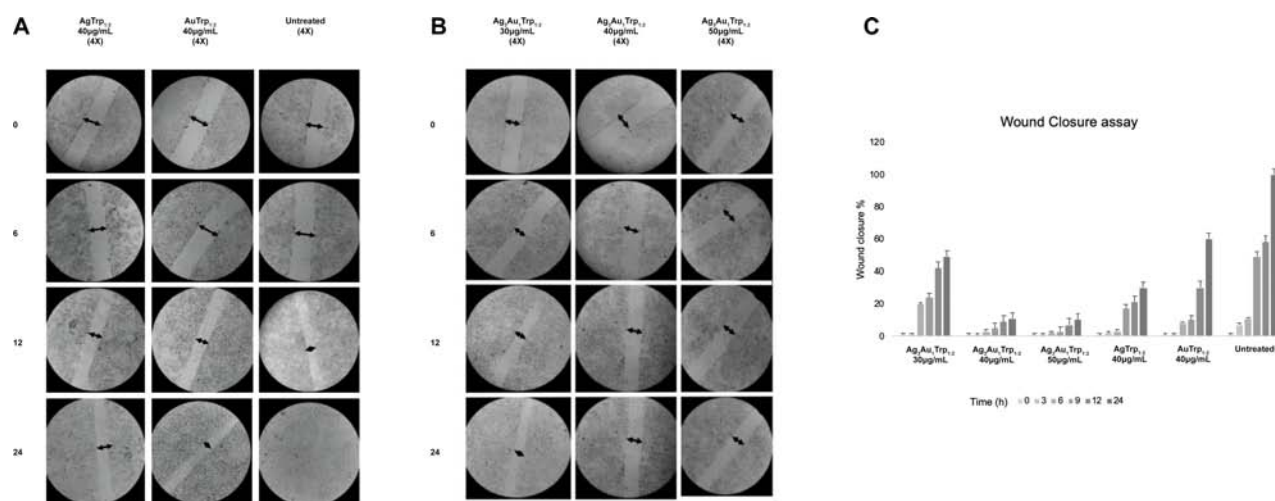 A
AgTrp₁:₂
40µg/mL
(4X)
AuTrp₁:₂
40µg/mL
(4X)
Untreated
(4X)
0
6
12
24
B
Ag₃Au₁Trp₁:₂
30µg/mL
(4X)
Ag₃Au₁Trp₁:₂
40µg/mL
(4X)
Ag₃Au₁Trp₁:₂
50µg/mL
(4X)
0
6
12
24
C
Wound Closure assay
Wound closure %
120
100
80
60
40
20
0
Ag₃Au₁Trp₁:₂
30µg/mL
Ag₃Au₁Trp₁:₂
40µg/mL
Ag₃Au₁Trp₁:₂
50µg/mL
AgTrp₁:₂
40µg/mL
AuTrp₁:₂
40µg/mL
Untreated
Time (h) 0 3 6 9 12 24